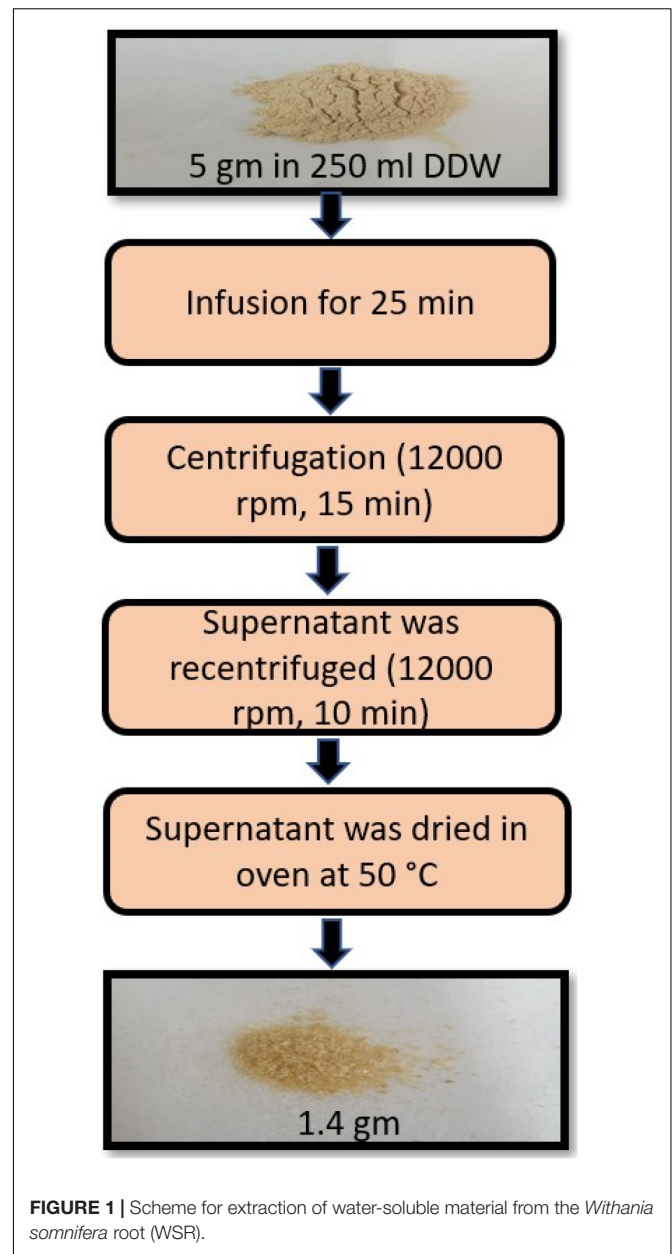 5 gm in 250 ml DDW
Infusion for 25 min
Centrifugation (12000
rpm, 15 min)
Supernatant was
recentrifuged (12000
rpm, 10 min)
Supernatant was dried in
oven at 50 °C
1.4 gm
FIGURE 1 | Scheme for extraction of water-soluble material from the Withania
somnifera root (WSR).